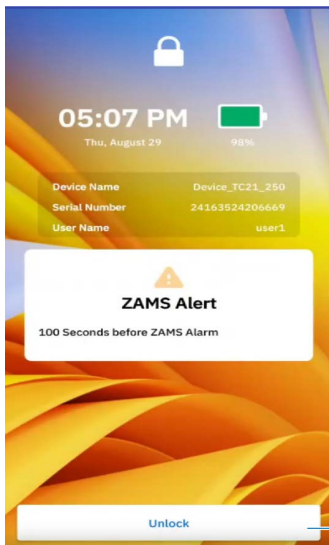 05:07 PM
Thu, August 29
98%
Device Name Device_TC21_250
Serial Number 24163524206669
User Name user1
ZAMS Alert
100 Seconds before ZAMS Alarm
Unlock